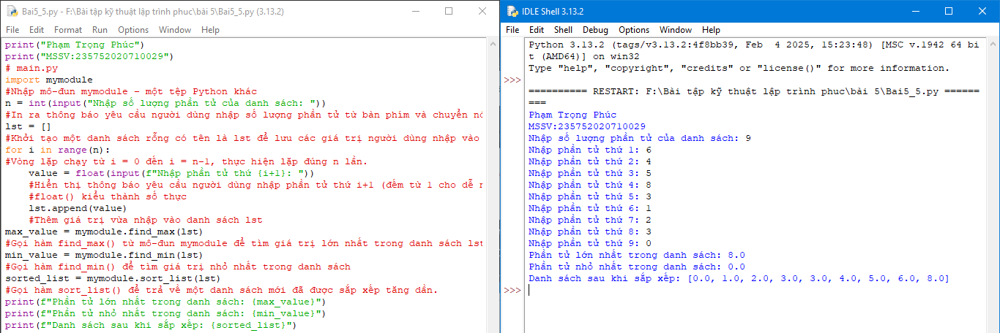 Bai5_5.py - F:\Bài tập kỹ thuật lập trình phuc\bài 5\Bai5_5.py (3.13.2)
File Edit Format Run Options Window Help
print("Phạm Trọng Phúc")
print("MSSV:235752020710029")
# main.py
import mymodule
#Nhập mô-đun mymodule - một tệp Python khác
n = int(input("Nhập số lượng phần tử của danh sách: "))
#In ra thông báo yêu cầu người dùng nhập số lượng phần tử từ bàn phím và chuyển
lst = []
#Khởi tạo một danh sách rỗng có tên là lst để lưu các giá trị người dùng nhập vào
for i in range(n):
#Vòng lặp chạy từ i = 0 đến i = n-1, thực hiện lặp đúng n lần.
    value = float(input(f"Nhập phần tử thứ {i+1}: "))
    #Hiển thị thông báo yêu cầu người dùng nhập phần tử thứ i+1 (đếm từ 1 cho dễ
    #float() kiểu thành số thực
    lst.append(value)
    #Thêm giá trị vừa nhập vào danh sách lst
max_value = mymodule.find_max(lst)
#Gọi hàm find_max() từ mô-đun mymodule để tìm giá trị lớn nhất trong danh sách lst
min_value = mymodule.find_min(lst)
#Gọi hàm find_min() để tìm giá trị nhỏ nhất trong danh sách
sorted_list = mymodule.sort_list(lst)
#Gọi hàm sort_list() để trả về một danh sách mới đã được sắp xếp tăng dần.
print(f"Phần tử lớn nhất trong danh sách: {max_value}")
print(f"Phần tử nhỏ nhất trong danh sách: {min_value}")
print(f"Danh sách sau khi sắp xếp: {sorted_list}")
IDLE Shell 3.13.2
File Edit Shell Debug Options Window Help
Python 3.13.2 (tags/v3.13.2:4f8bb39, Feb  4 2025, 15:23:48) [MSC v.1942 64 bi
t (AMD64)] on win32
Type "help", "copyright", "credits" or "license()" for more information.
>>>
========== RESTART: F:\Bài tập kỹ thuật lập trình phuc\bài 5\Bai5_5.py ======
===
Phạm Trọng Phúc
MSSV:235752020710029
Nhập số lượng phần tử của danh sách: 9
Nhập phần tử thứ 1: 6
Nhập phần tử thứ 2: 4
Nhập phần tử thứ 3: 5
Nhập phần tử thứ 4: 8
Nhập phần tử thứ 5: 3
Nhập phần tử thứ 6: 1
Nhập phần tử thứ 7: 2
Nhập phần tử thứ 8: 3
Nhập phần tử thứ 9: 0
Phần tử lớn nhất trong danh sách: 8.0
Phần tử nhỏ nhất trong danh sách: 0.0
Danh sách sau khi sắp xếp: [0.0, 1.0, 2.0, 3.0, 3.0, 4.0, 5.0, 6.0, 8.0]
>>>